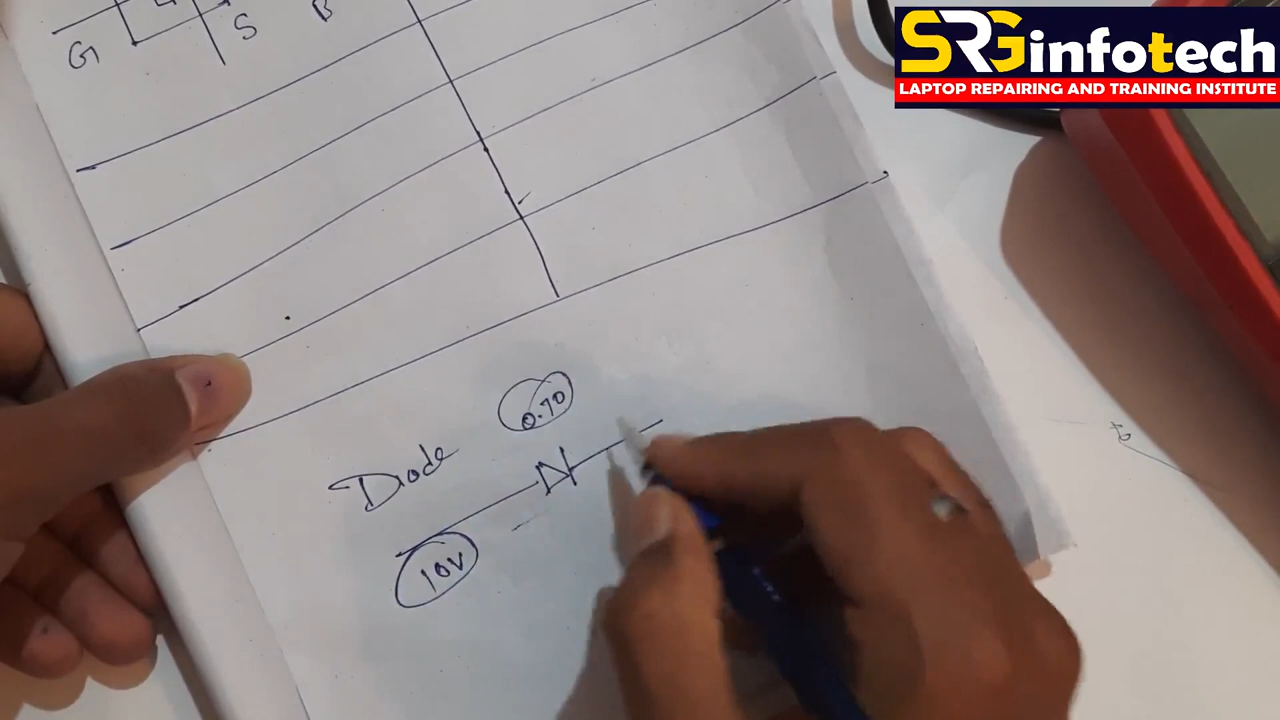 SRGinfotech
LAPTOP REPAIRING AND TRAINING INSTITUTE
G S B
Diode 0.70
10V